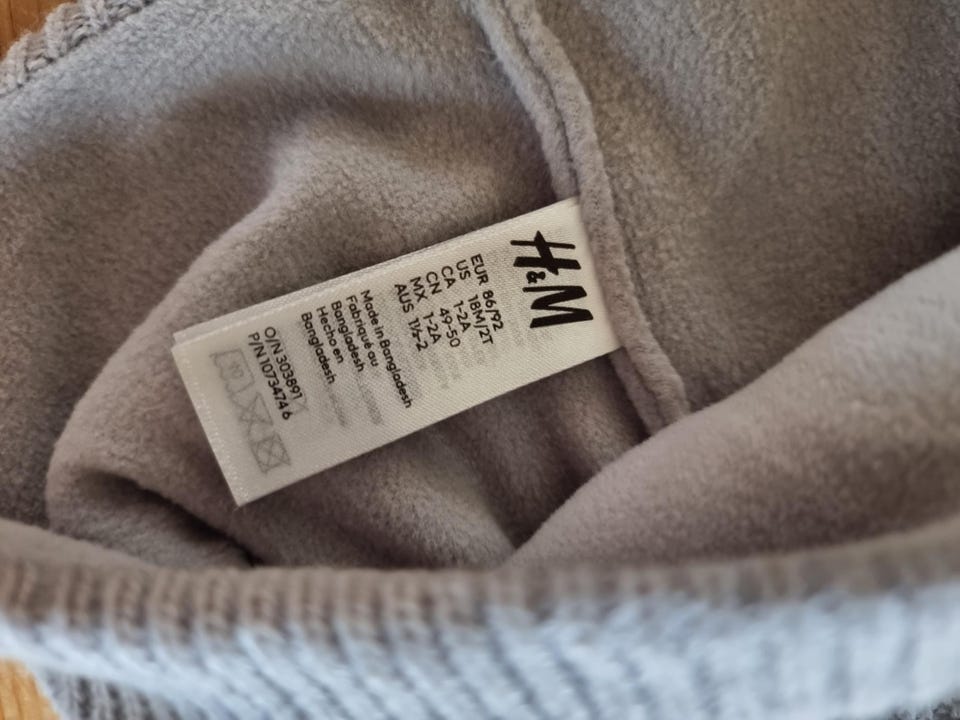 H&M
EUR 86/92
US 18M/2T
CA 1-2A
CN 49-50
MX 1-2A
AUS 1½-2
Made in Bangladesh
Fabriqué au
Bangladesh
Hecho en
Bangladesh
O/N 303891
P/N 1073474 6